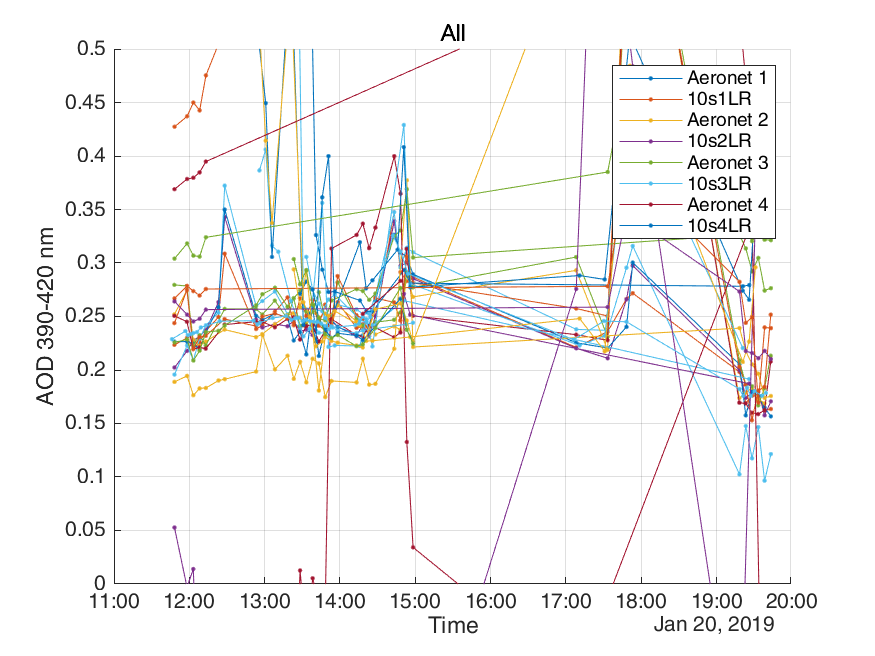 All
0.5
0.45
0.4
0.35
0.3
0.25
0.2
0.15
0.1
0.05
0
AOD 390-420 nm
Aeronet 1
10s1LR
Aeronet 2
10s2LR
Aeronet 3
10s3LR
Aeronet 4
10s4LR
11:00 12:00 13:00 14:00 15:00 16:00 17:00 18:00 19:00 20:00
Time
Jan 20, 2019